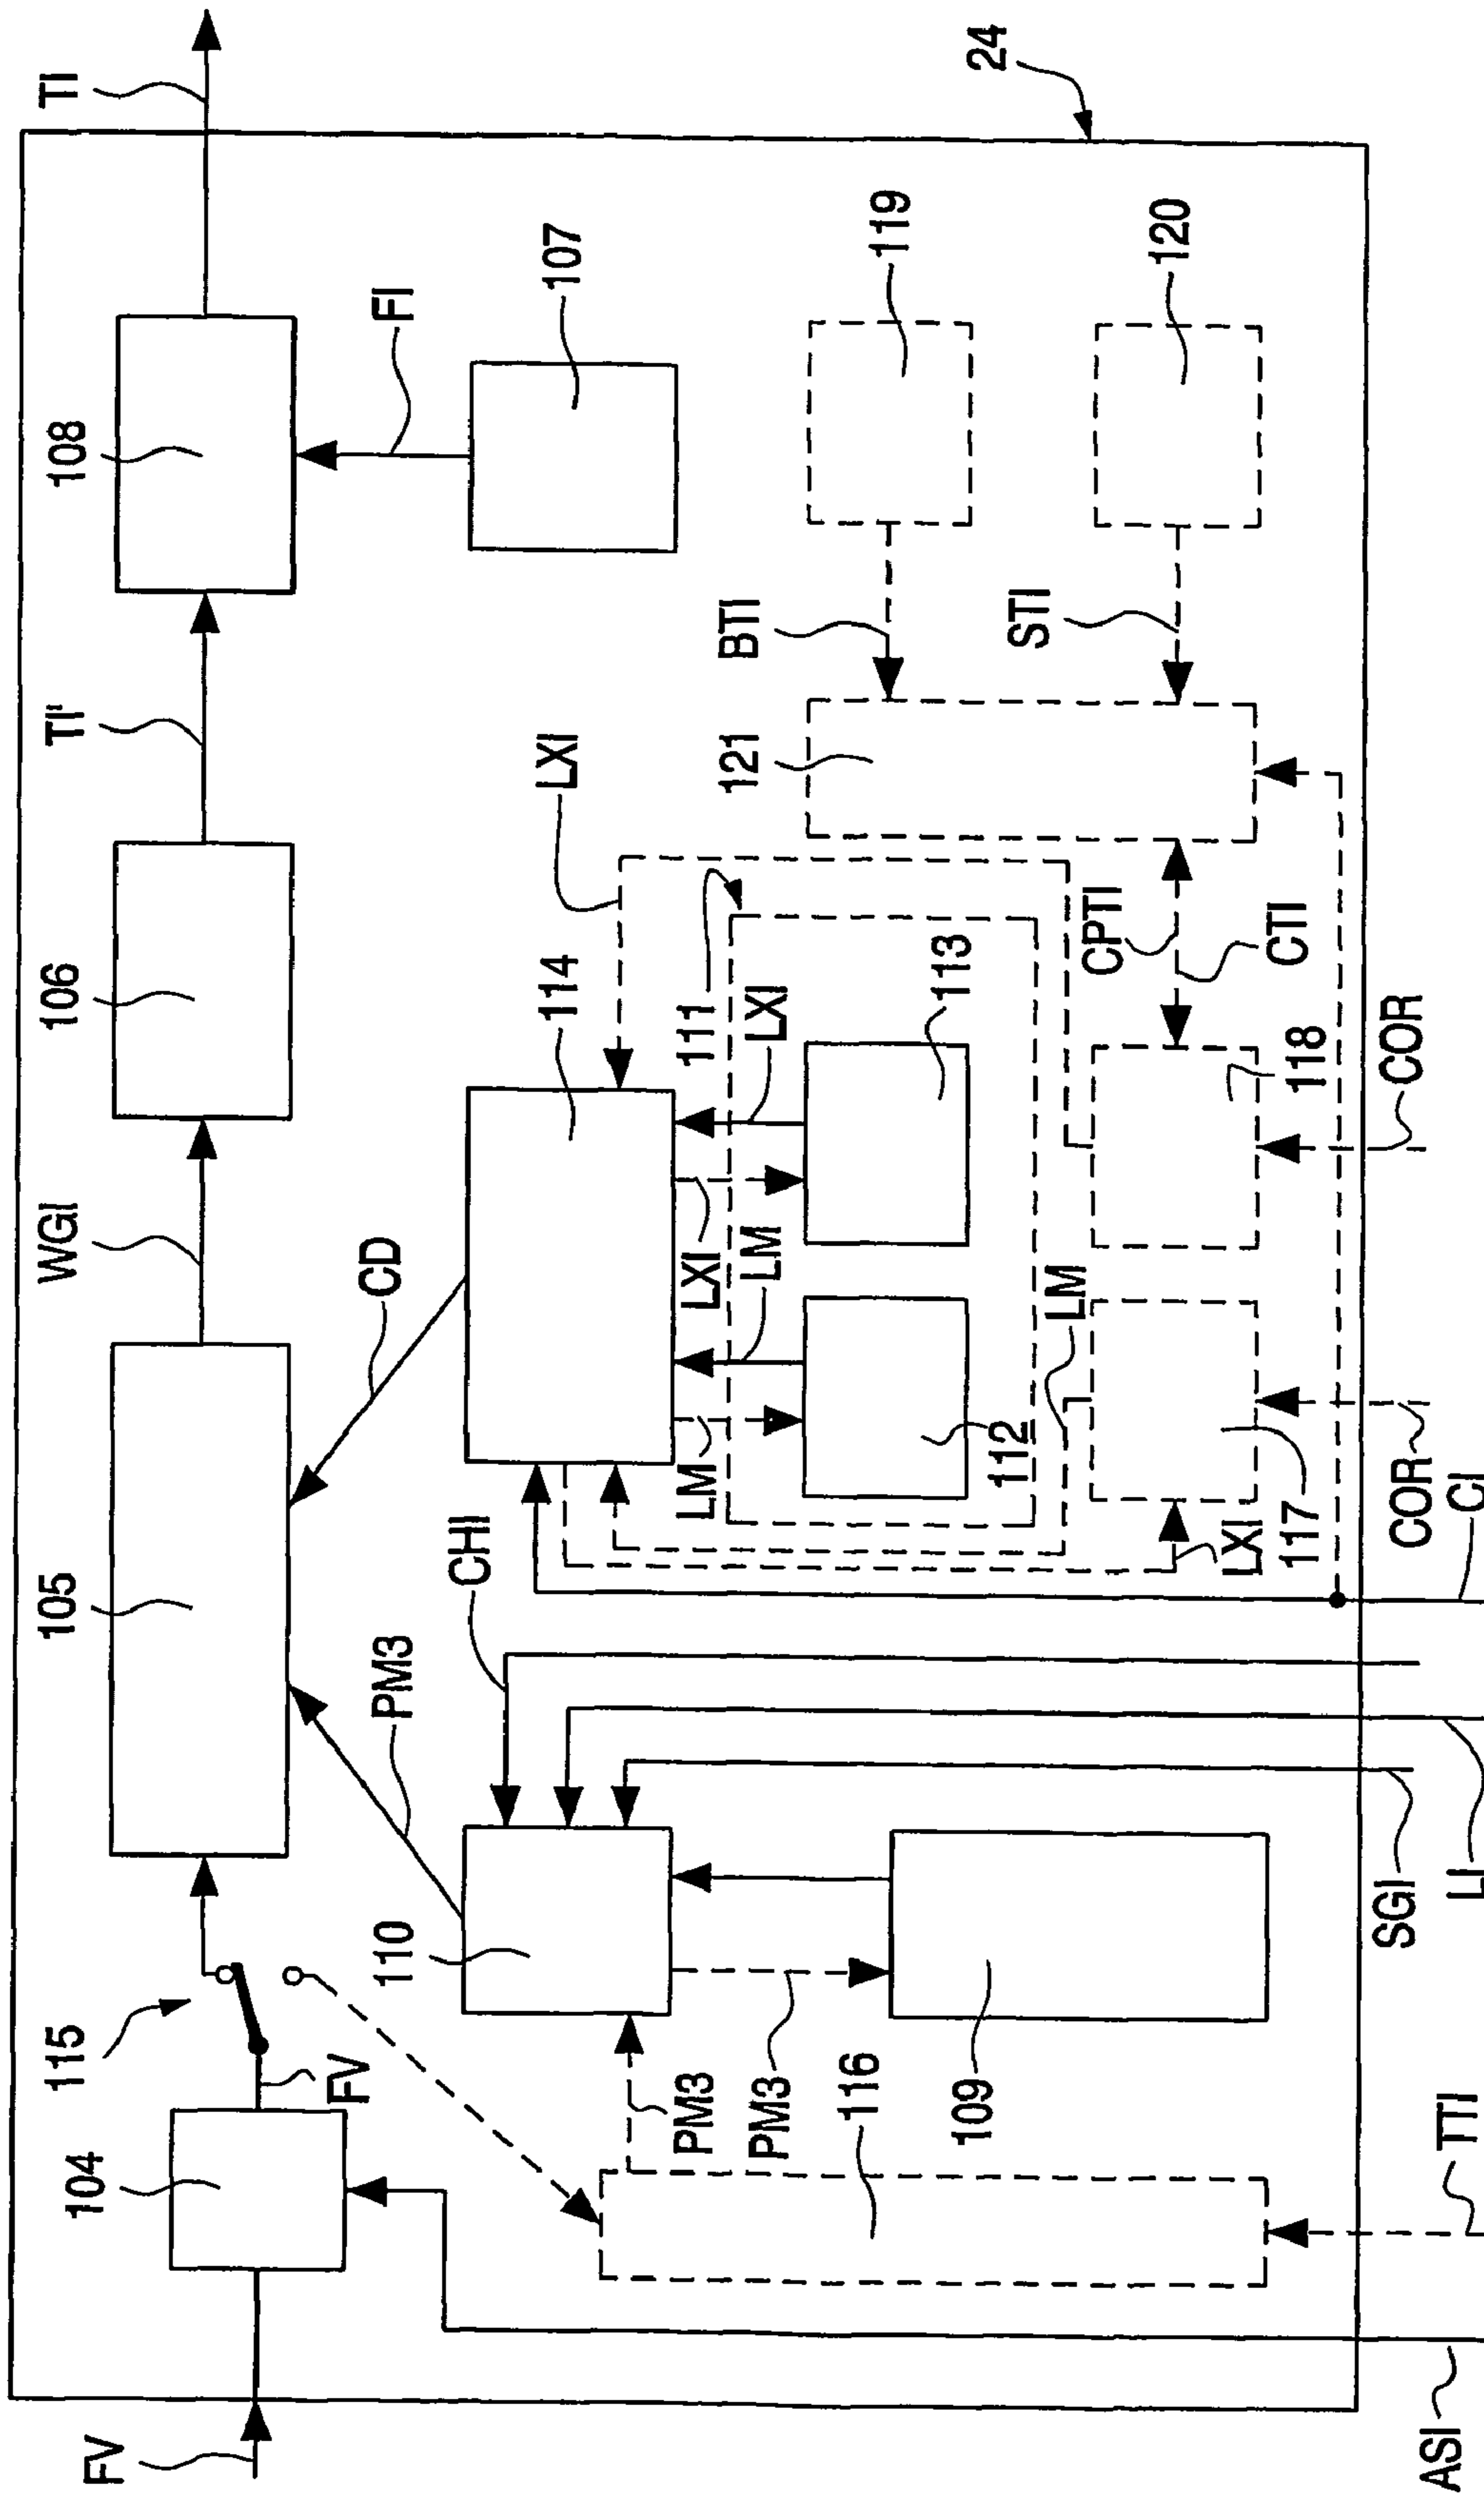 FV
104
115
105
WGI
106
TI'
108
TI
FV
110
PM3
CD
FI
CHI
114
LXI
107
PM3
PM3
LM
LXI
LM
111
LXI
121
BTI
116
119
109
112
LM
113
CPTI
STI
24
120
LXI
117
118
CTI
SGI
COR
COR
ASI
TTI
LI
CI